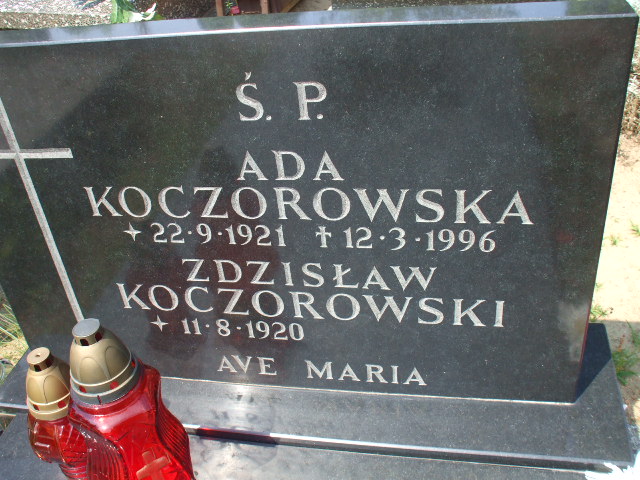 Ś. P.
ADA
KOCZOROWSKA
22·9·1921 †12·3·1996
ZDZISŁAW
KOCZOROWSKI
11·8·1920
AVE MARIA